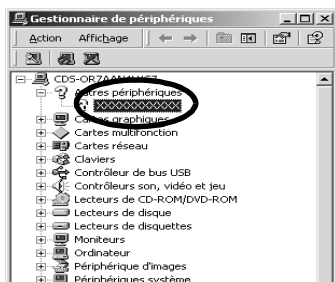 Gestionnaire de périphériques
Action Affichage
Autres périphériques
XXXXXXXXXXX
Cartes graphiques
Cartes multifonction
Cartes réseau
Claviers
Contrôleur de bus USB
Contrôleurs son, vidéo et jeu
Lecteurs de CD-ROM/DVD-ROM
Lecteurs de disque
Lecteurs de disquettes
Moniteurs
Ordinateur
Périphérique d'images
Périphériques système